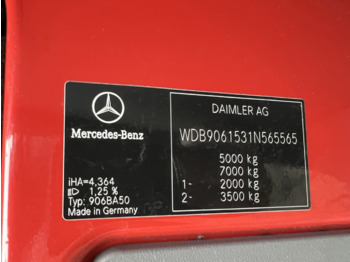 Mercedes-Benz
iHA=4,364
1,25 %
Typ: 906BA50
Made in Germany
DAIMLER AG
WDB9061531N565565
5000 kg
7000 kg
1- 2000 kg
2- 3500 kg